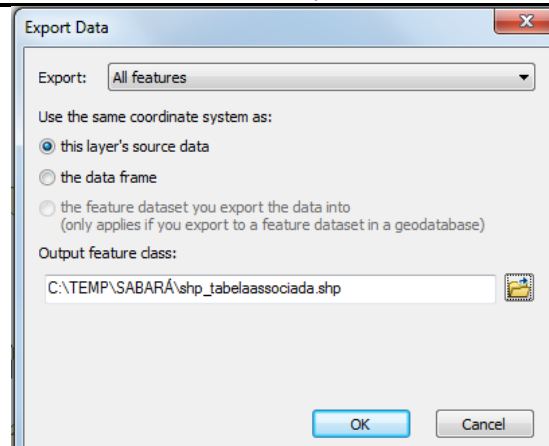 Export Data
Export: All features
Use the same coordinate system as:
this layer's source data
the data frame
the feature dataset you export the data into
(only applies if you export to a feature dataset in a geodatabase)
Output feature class:
C:\TEMP\SABARÁ\shp_tabelaassociada.shp
OK Cancel